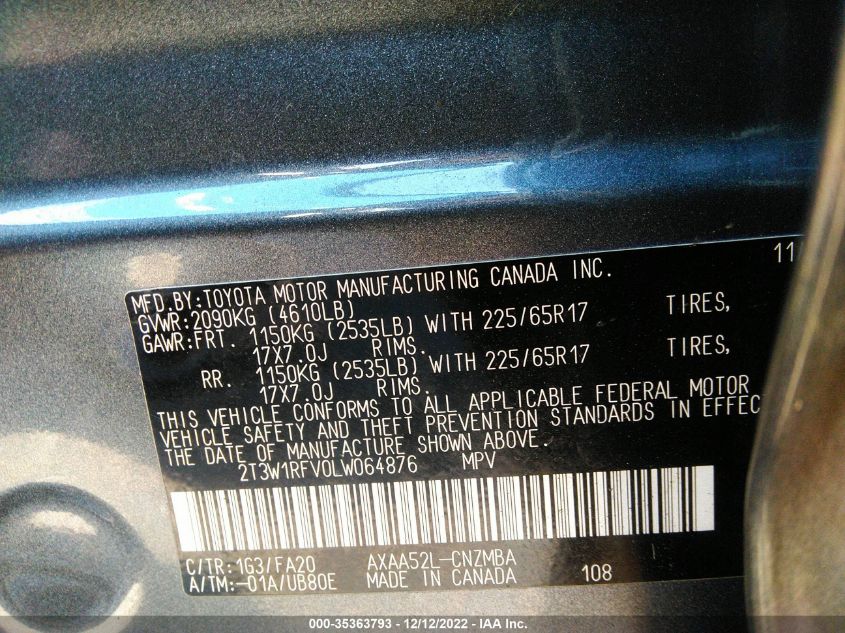 MFD.BY:TOYOTA MOTOR MANUFACTURING CANADA INC. 11
GVWR:2090KG (4610LB)
GAWR:FRT. 1150KG (2535LB) WITH 225/65R17 TIRES,
17X7.0J RIMS.
RR. 1150KG (2535LB) WITH 225/65R17 TIRES,
17X7.0J RIMS.
THIS VEHICLE CONFORMS TO ALL APPLICABLE FEDERAL MOTOR
VEHICLE SAFETY AND THEFT PREVENTION STANDARDS IN EFFEC
THE DATE OF MANUFACTURE SHOWN ABOVE.
2T3W1RFV0LW064876 MPV
C/TR:1G3/FA20 AXAA52L-CNZMBA
A/TM:-01A/UB80E MADE IN CANADA 108
000-35363793 - 12/12/2022 - IAA Inc.